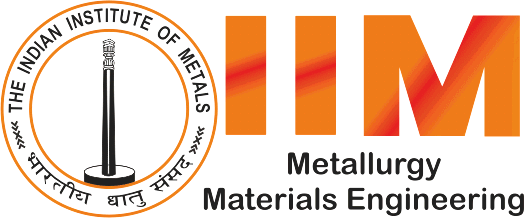 THE INDIAN INSTITUTE OF METALS
भारतीय धातु संसद
IIM
Metallurgy
Materials Engineering